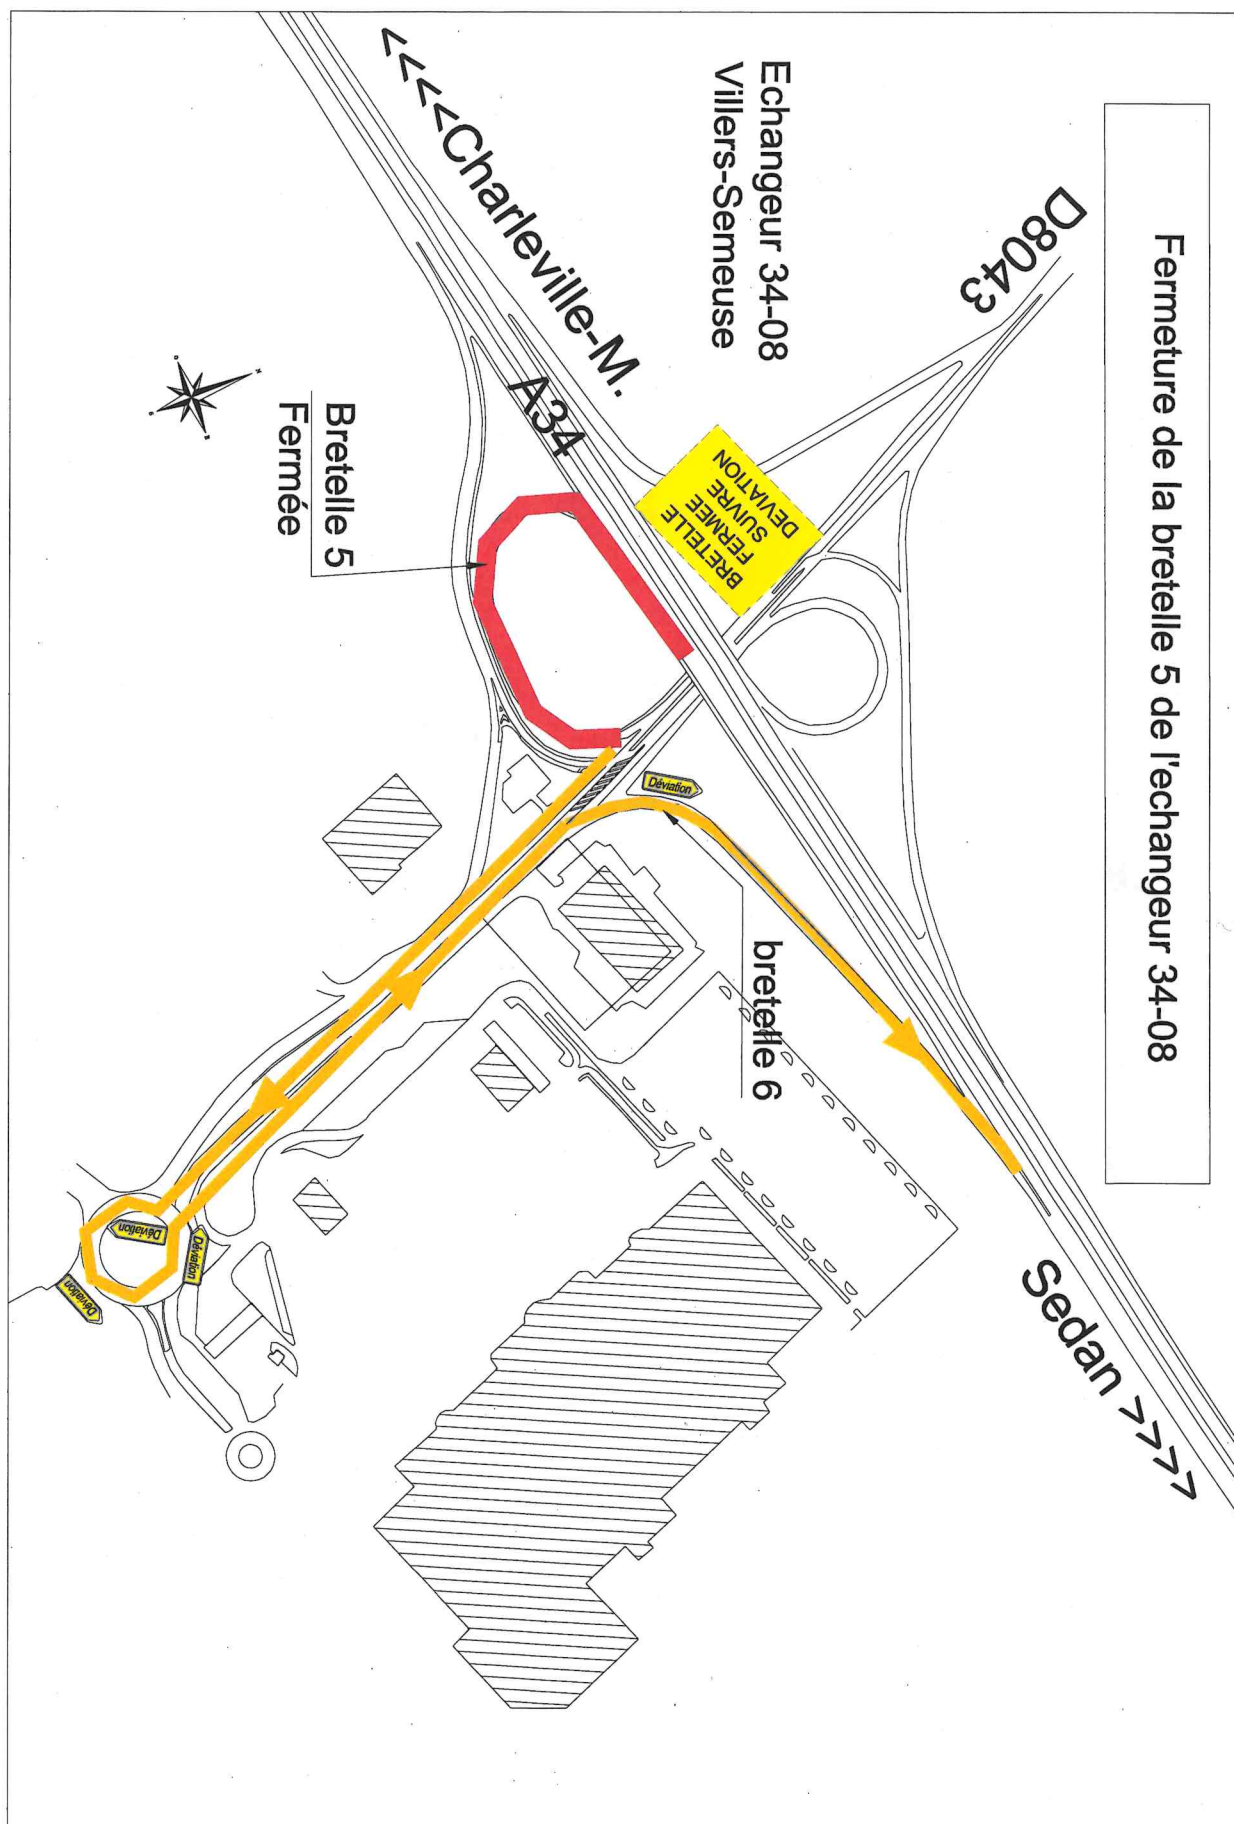 Fermeture de la bretelle 5 de l'echangeur 34-08
D8043
Echangeur 34-08
Villers-Semeuse
<<<<Charleville-M.
A34
BRETELLE
FERMEE
SUIVRE
DEVIATION
Bretelle 5
Fermée
Déviation
bretelle 6
Sedan >>>>
Déviation
Déviation
Déviation